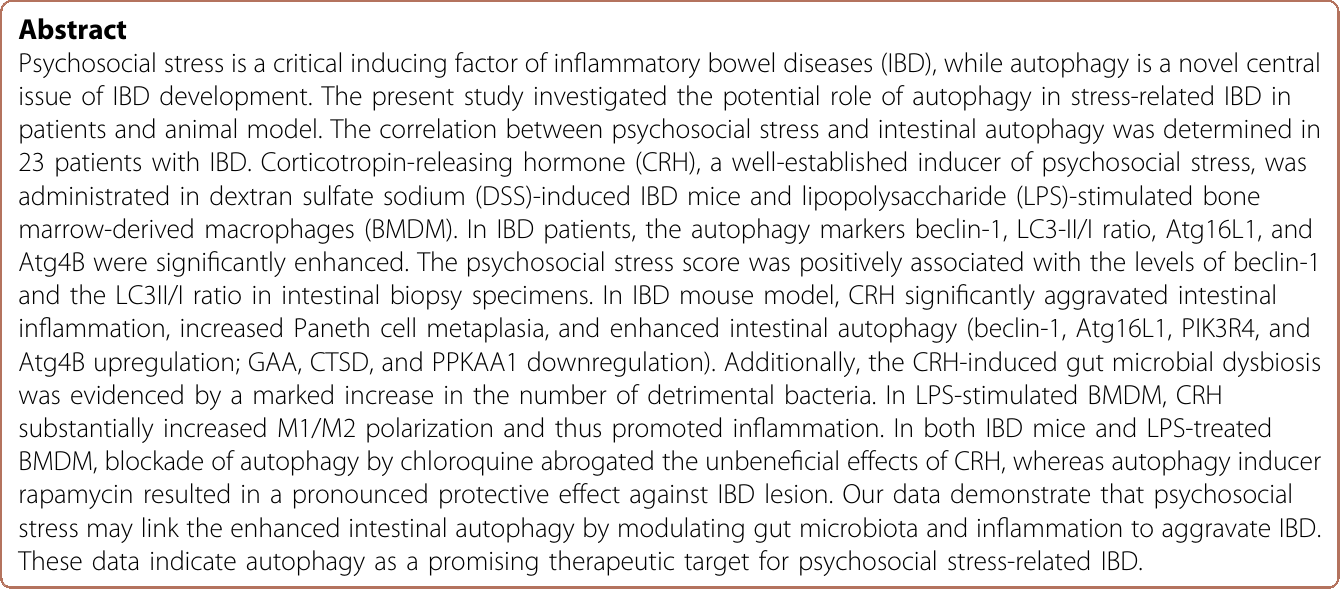 Abstract
Psychosocial stress is a critical inducing factor of inflammatory bowel diseases (IBD), while autophagy is a novel central
issue of IBD development. The present study investigated the potential role of autophagy in stress-related IBD in
patients and animal model. The correlation between psychosocial stress and intestinal autophagy was determined in
23 patients with IBD. Corticotropin-releasing hormone (CRH), a well-established inducer of psychosocial stress, was
administrated in dextran sulfate sodium (DSS)-induced IBD mice and lipopolysaccharide (LPS)-stimulated bone
marrow-derived macrophages (BMDM). In IBD patients, the autophagy markers beclin-1, LC3-II/I ratio, Atg16L1, and
Atg4B were significantly enhanced. The psychosocial stress score was positively associated with the levels of beclin-1
and the LC3II/I ratio in intestinal biopsy specimens. In IBD mouse model, CRH significantly aggravated intestinal
inflammation, increased Paneth cell metaplasia, and enhanced intestinal autophagy (beclin-1, Atg16L1, PIK3R4, and
Atg4B upregulation; GAA, CTSD, and PPKAA1 downregulation). Additionally, the CRH-induced gut microbial dysbiosis
was evidenced by a marked increase in the number of detrimental bacteria. In LPS-stimulated BMDM, CRH
substantially increased M1/M2 polarization and thus promoted inflammation. In both IBD mice and LPS-treated
BMDM, blockade of autophagy by chloroquine abrogated the unbeneficial effects of CRH, whereas autophagy inducer
rapamycin resulted in a pronounced protective effect against IBD lesion. Our data demonstrate that psychosocial
stress may link the enhanced intestinal autophagy by modulating gut microbiota and inflammation to aggravate IBD.
These data indicate autophagy as a promising therapeutic target for psychosocial stress-related IBD.